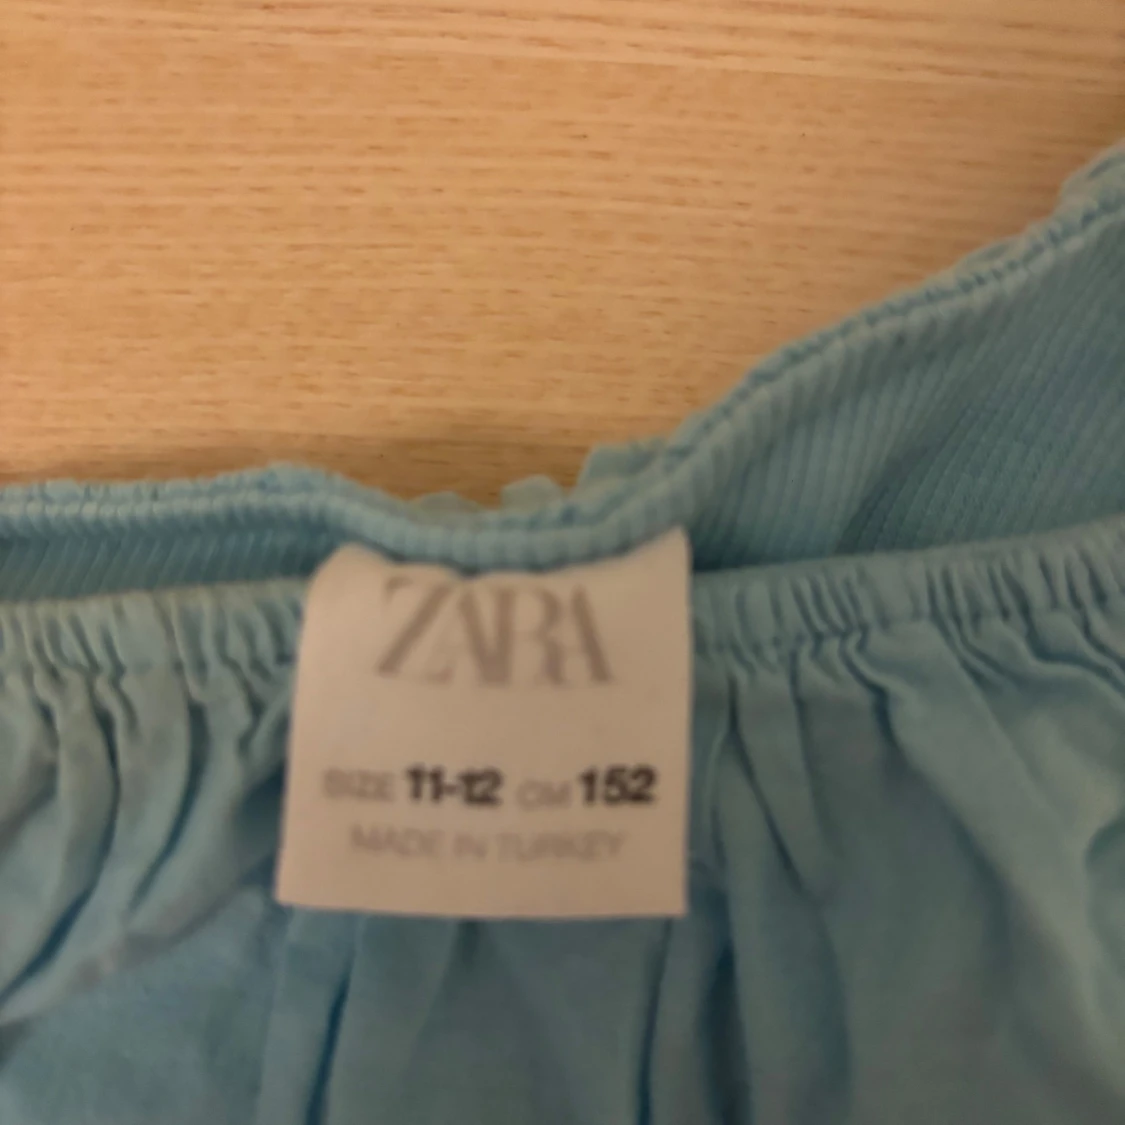 ZARA
SIZE 11-12 CM 152
MADE IN TURKEY